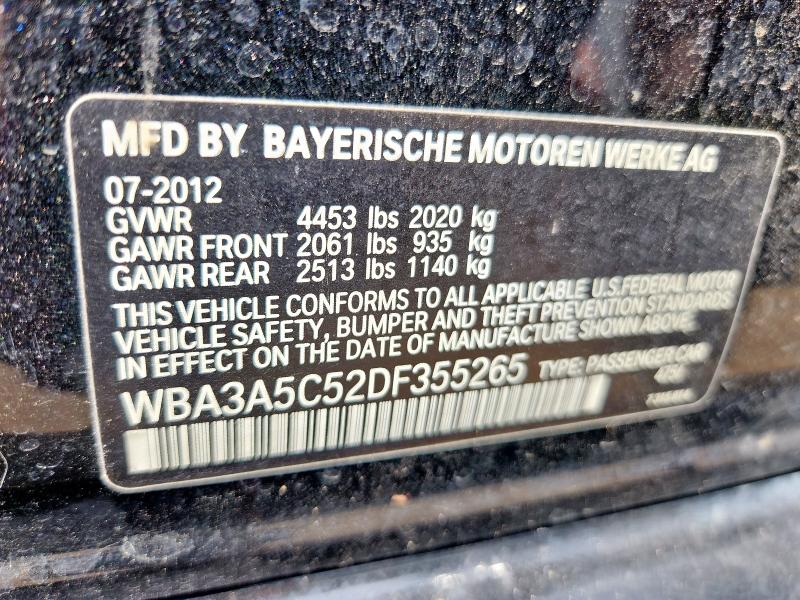 MFD BY BAYERISCHE MOTOREN WERKE AG
07-2012
GVWR 4453 lbs 2020 kg
GAWR FRONT 2061 lbs 935 kg
GAWR REAR 2513 lbs 1140 kg
THIS VEHICLE CONFORMS TO ALL APPLICABLE U.S.FEDERAL MOTOR
VEHICLE SAFETY, BUMPER AND THEFT PREVENTION STANDARDS
IN EFFECT ON THE DATE OF MANUFACTURE SHOWN ABOVE.
WBA3A5C52DF355265 TYPE: PASSENGER CAR